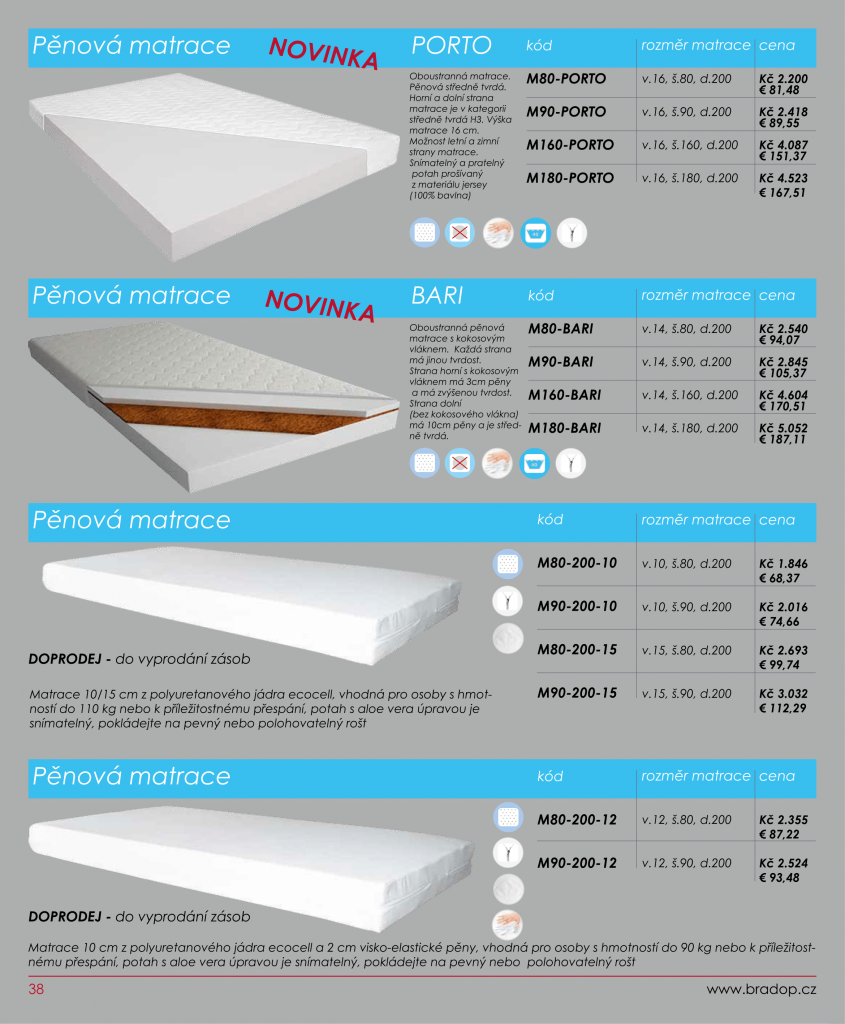 Pěnová matrace NOVINKA PORTO kód rozměr matrace cena
Oboustranná matrace.
Pěnová středně tvrdá.
Horní a dolní strana
matrace je v kategorii
středně tvrdá H3. Výška
matrace 16 cm.
Možnost letní a zimní
strany matrace.
Snímatelný a pratelný
potah prošívaný
z materiálu jersey
(100% bavlna)
M80-PORTO v.16, š.80, d.200 Kč 2.200
€ 81,48
M90-PORTO v.16, š.90, d.200 Kč 2.418
€ 89,55
M160-PORTO v.16, š.160, d.200 Kč 4.087
€ 151,37
M180-PORTO v.16, š.180, d.200 Kč 4.523
€ 167,51
Pěnová matrace NOVINKA BARI kód rozměr matrace cena
Oboustranná pěnová
matrace s kokosovým
vláknem. Každá strana
má jinou tvrdost.
Strana horní s kokosovým
vláknem má 3cm pěny
a má zvýšenou tvrdost.
Strana dolní
(bez kokosového vlákna)
má 10cm pěny a je střed-
ně tvrdá.
M80-BARI v.14, š.80, d.200 Kč 2.540
€ 94,07
M90-BARI v.14, š.90, d.200 Kč 2.845
€ 105,37
M160-BARI v.14, š.160, d.200 Kč 4.604
€ 170,51
M180-BARI v.14, š.180, d.200 Kč 5.052
€ 187,11
Pěnová matrace kód rozměr matrace cena
M80-200-10 v.10, š.80, d.200 Kč 1.846
€ 68,37
M90-200-10 v.10, š.90, d.200 Kč 2.016
€ 74,66
M80-200-15 v.15, š.80, d.200 Kč 2.693
€ 99,74
M90-200-15 v.15, š.90, d.200 Kč 3.032
€ 112,29
DOPRODEJ - do vyprodání zásob
Matrace 10/15 cm z polyuretanového jádra ecocell, vhodná pro osoby s hmot-
ností do 110 kg nebo k příležitostnému přespání, potah s aloe vera úpravou je
snímatelný, pokládejte na pevný nebo polohovatelný rošt
Pěnová matrace kód rozměr matrace cena
M80-200-12 v.12, š.80, d.200 Kč 2.355
€ 87,22
M90-200-12 v.12, š.90, d.200 Kč 2.524
€ 93,48
DOPRODEJ - do vyprodání zásob
Matrace 10 cm z polyuretanového jádra ecocell a 2 cm visko-elastické pěny, vhodná pro osoby s hmotností do 90 kg nebo k příležitost-
nému přespání, potah s aloe vera úpravou je snímatelný, pokládejte na pevný nebo polohovatelný rošt
38 www.bradop.cz